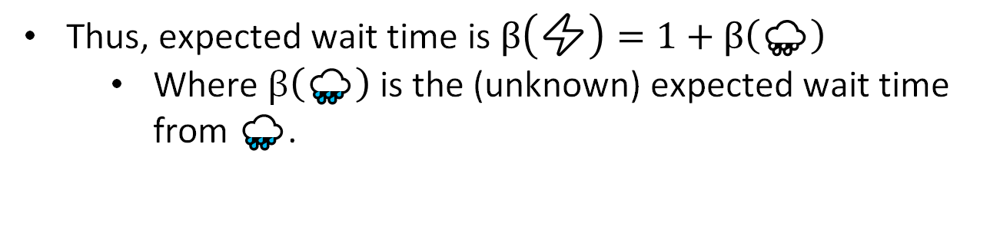 • Thus, expected wait time is β(⚡) = 1 + β(🌧)
• Where β(🌧) is the (unknown) expected wait time
from 🌧.